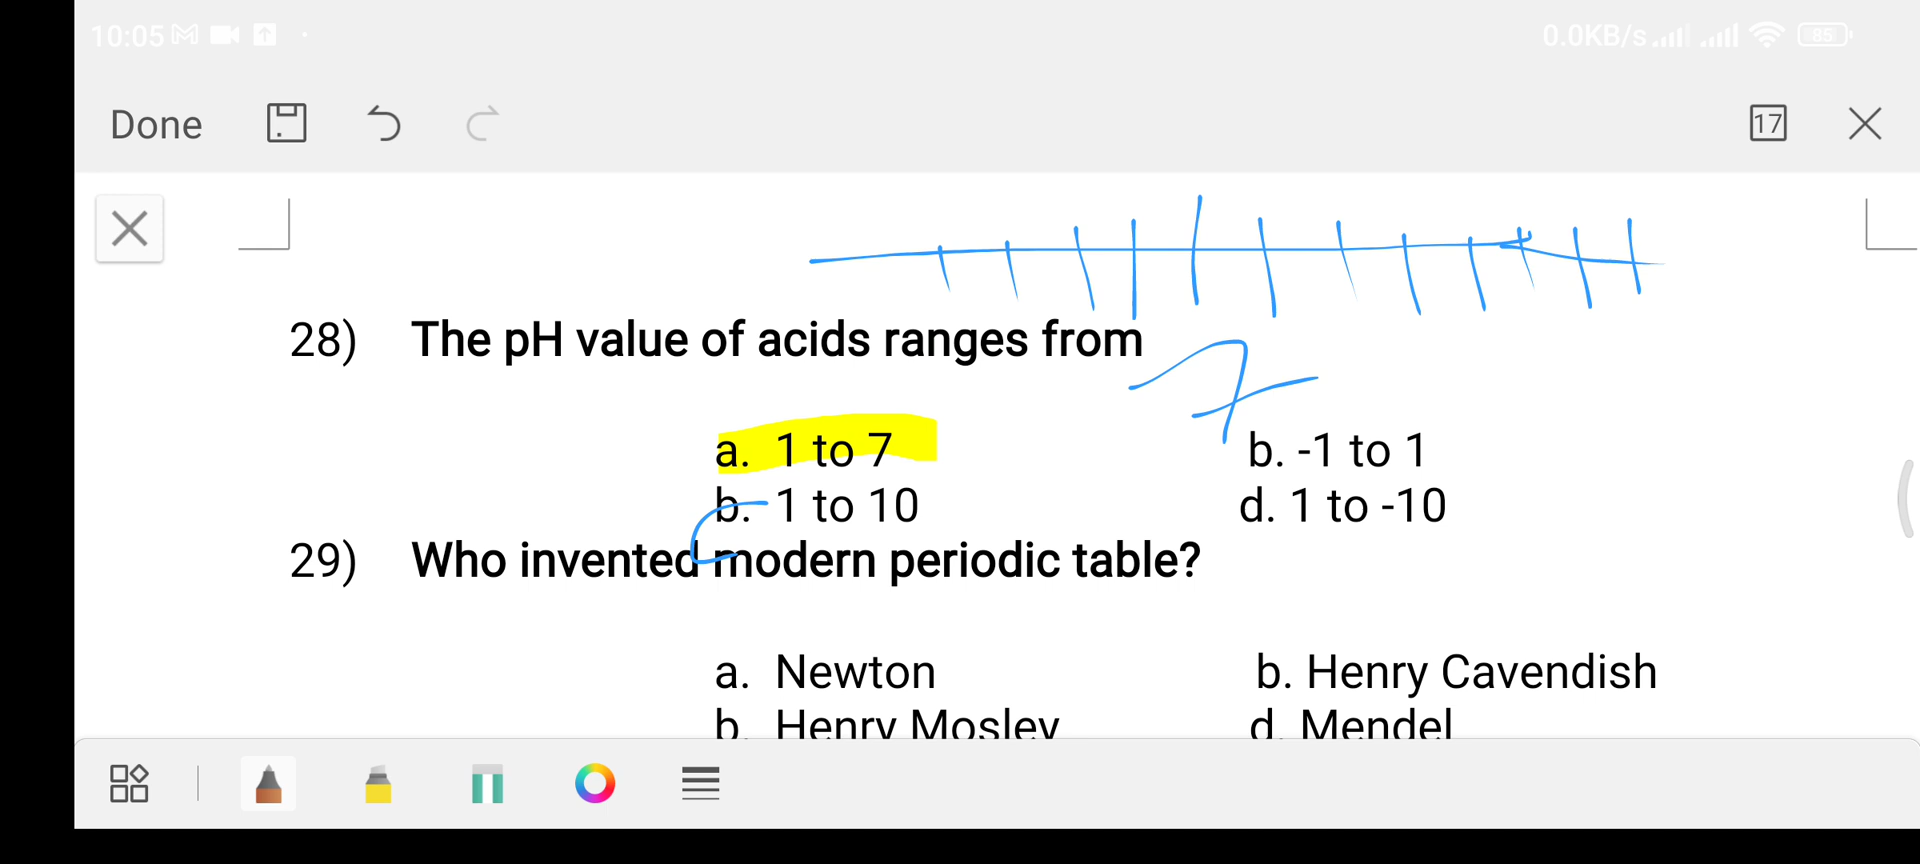 10:05 0.0KB/s 85
Done 17
28) The pH value of acids ranges from
7
a. 1 to 7 b. -1 to 1
b. 1 to 10 d. 1 to -10
29) Who invented modern periodic table?
a. Newton b. Henry Cavendish
b. Henry Mosley d. Mendel